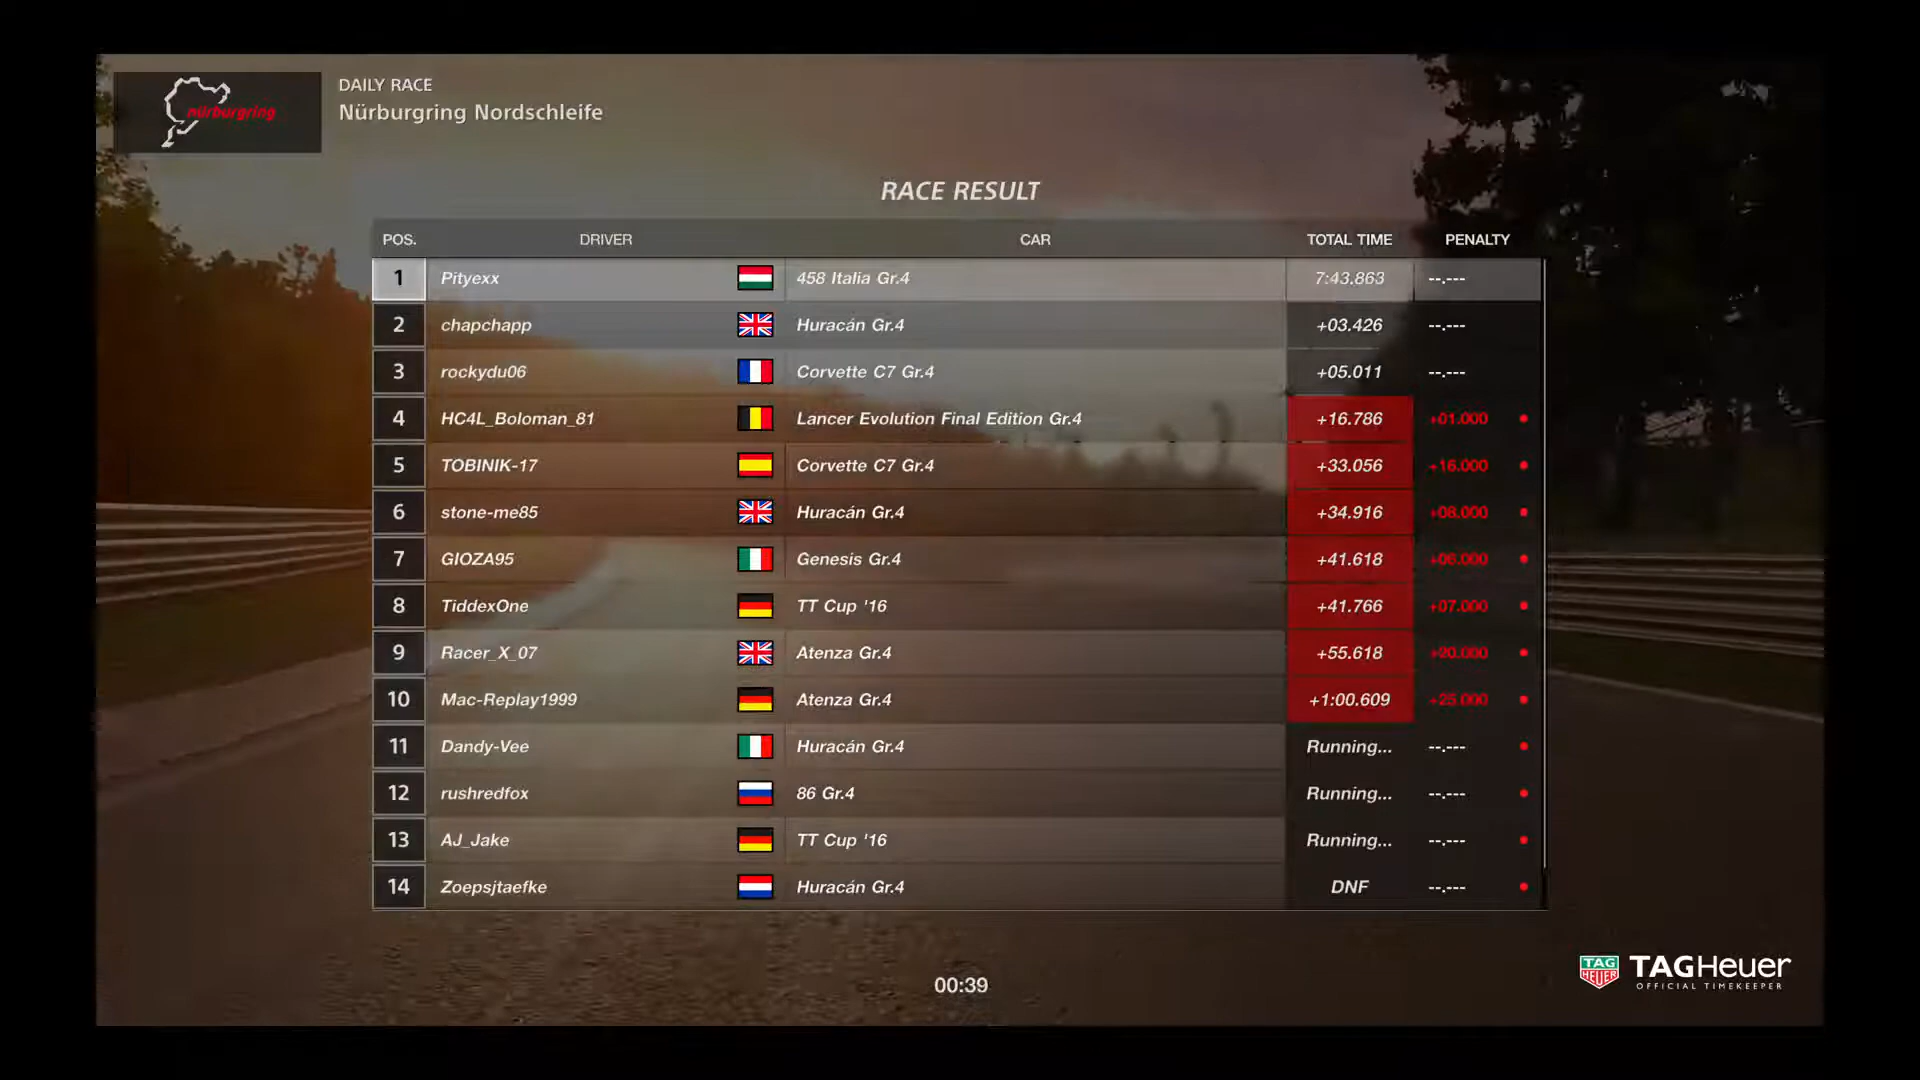 DAILY RACE
Nürburgring Nordschleife
nürburgring
RACE RESULT
POS. DRIVER CAR TOTAL TIME PENALTY
1 Pityexx 458 Italia Gr.4 7:43.863 --.---
2 chapchapp Huracán Gr.4 +03.426 --.---
3 rockydu06 Corvette C7 Gr.4 +05.011 --.---
4 HC4L_Boloman_81 Lancer Evolution Final Edition Gr.4 +16.786 +01.000
5 TOBINIK-17 Corvette C7 Gr.4 +33.056 +16.000
6 stone-me85 Huracán Gr.4 +34.916 +08.000
7 GIOZA95 Genesis Gr.4 +41.618 +06.000
8 TiddexOne TT Cup '16 +41.766 +07.000
9 Racer_X_07 Atenza Gr.4 +55.618 +20.000
10 Mac-Replay1999 Atenza Gr.4 +1:00.609 +25.000
11 Dandy-Vee Huracán Gr.4 Running... --.---
12 rushredfox 86 Gr.4 Running... --.---
13 AJ_Jake TT Cup '16 Running... --.---
14 Zoepsjtaefke Huracán Gr.4 DNF --.---
00:39
TAG HEUER TAGHeuer
OFFICIAL TIMEKEEPER